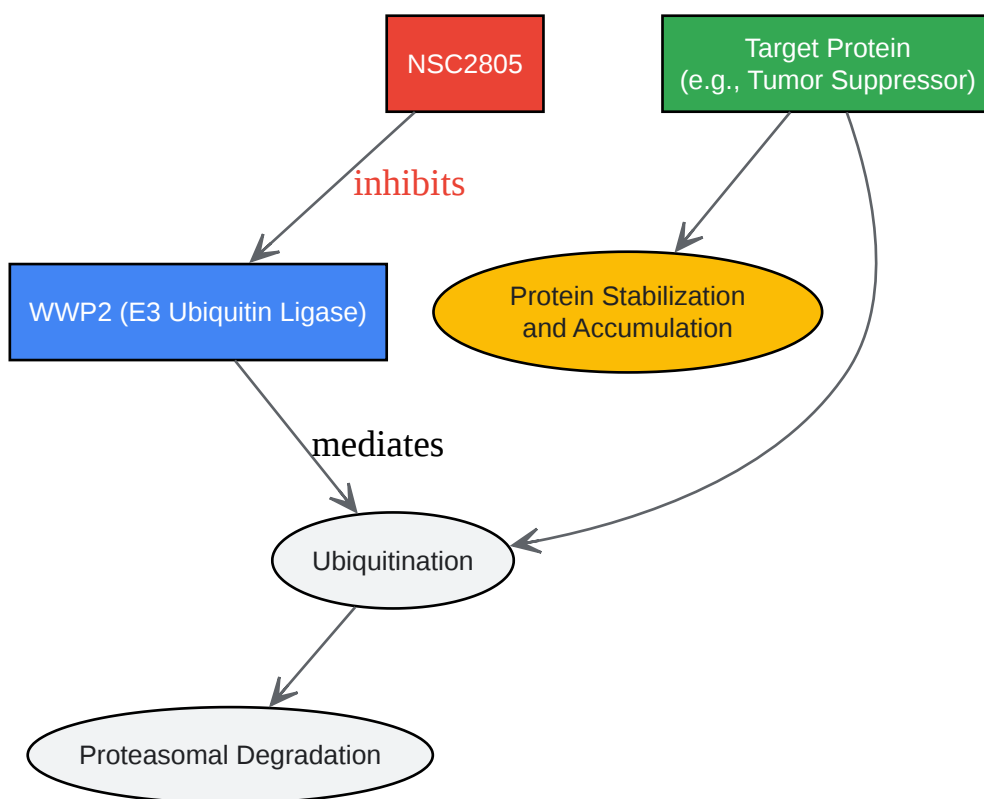 NSC2805
Target Protein
(e.g., Tumor Suppressor)
inhibits
WWP2 (E3 Ubiquitin Ligase)
Protein Stabilization
and Accumulation
mediates
Ubiquitination
Proteasomal Degradation